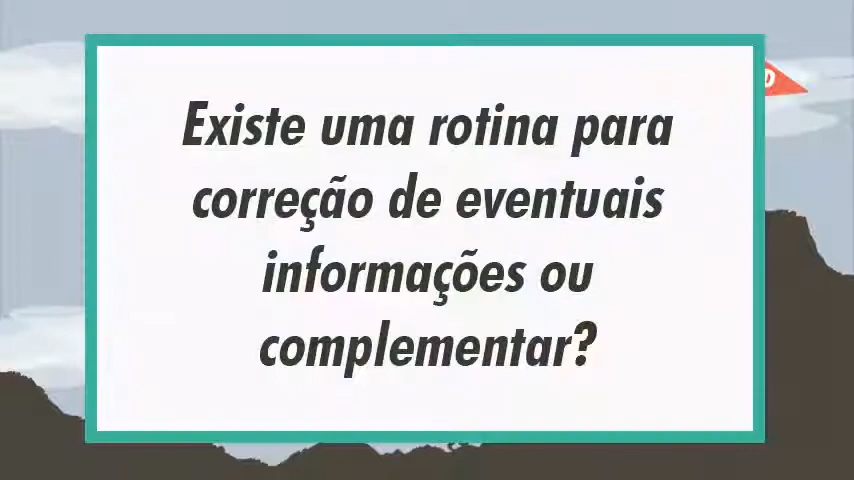 Existe uma rotina para
correção de eventuais
informações ou
complementar?